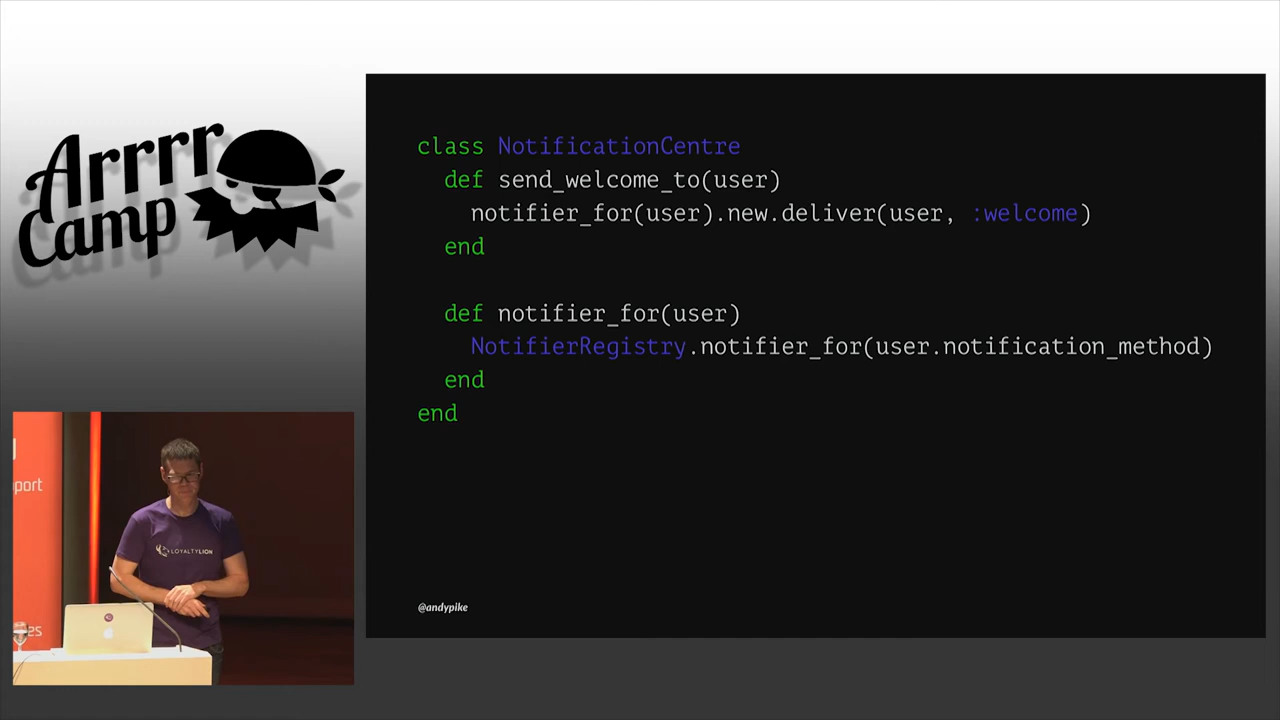 Arrrr
Camp
class NotificationCentre
def send_welcome_to(user)
notifier_for(user).new.deliver(user, :welcome)
end
def notifier_for(user)
NotifierRegistry.notifier_for(user.notification_method)
end
end
@andypike
port
es
LOYALTYLION